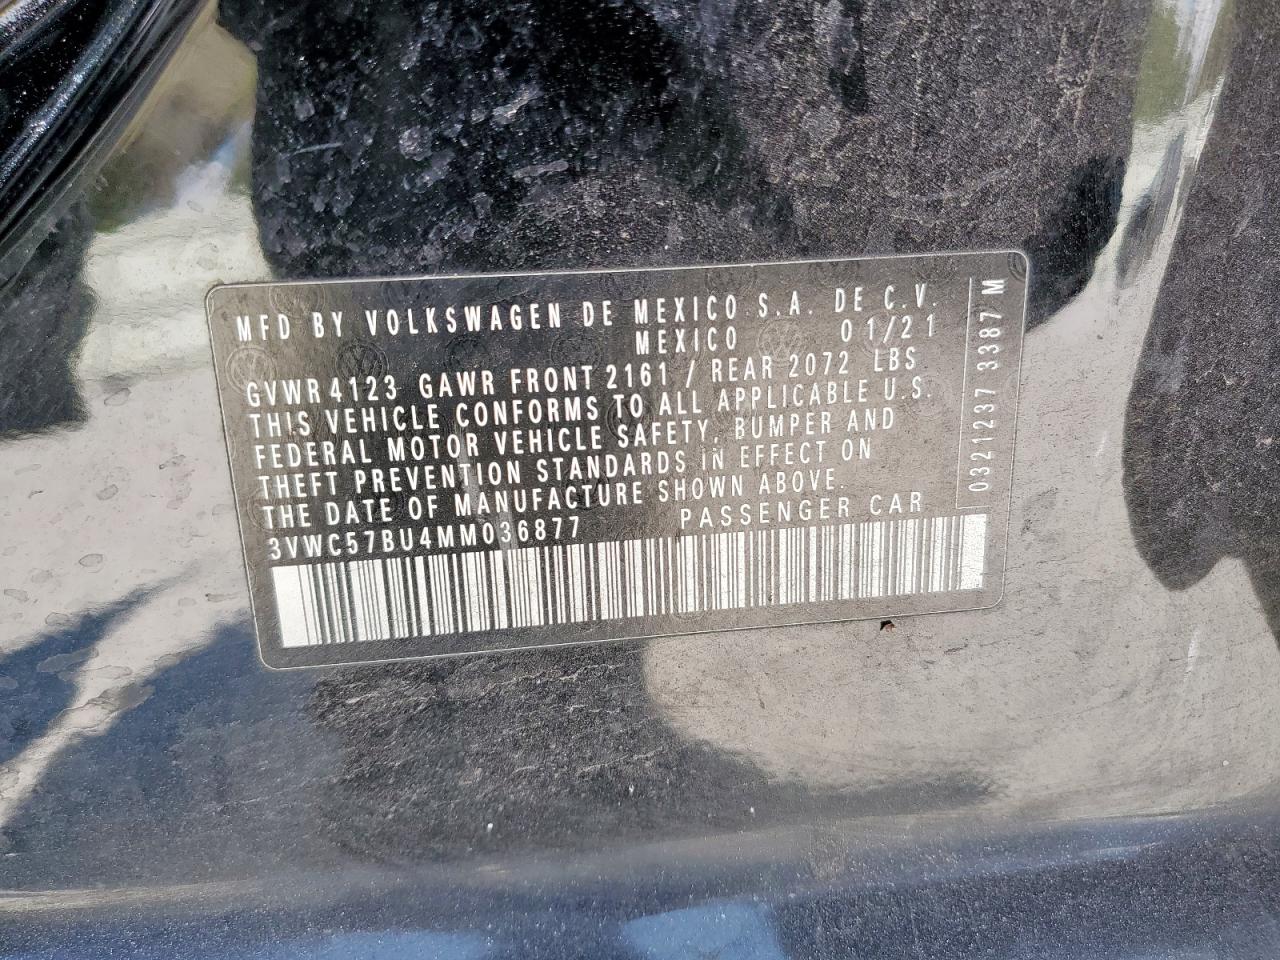 MFD BY VOLKSWAGEN DE MEXICO S.A. DE C.V.
MEXICO 01/21
GVWR 4123 GAWR FRONT 2161 / REAR 2072 LBS
THIS VEHICLE CONFORMS TO ALL APPLICABLE U.S.
FEDERAL MOTOR VEHICLE SAFETY, BUMPER AND
THEFT PREVENTION STANDARDS IN EFFECT ON
THE DATE OF MANUFACTURE SHOWN ABOVE.
3VWC57BU4MM036877 PASSENGER CAR
0321237 3387 M